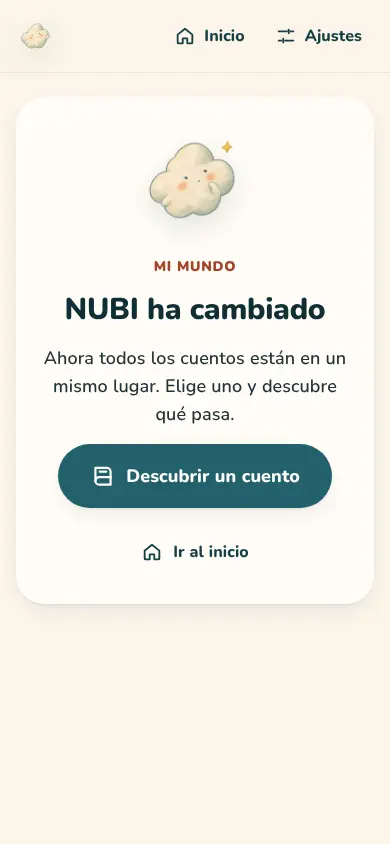 Inicio
Ajustes
MI MUNDO
NUBI ha cambiado
Ahora todos los cuentos están en un
mismo lugar. Elige uno y descubre
qué pasa.
Descubrir un cuento
Ir al inicio